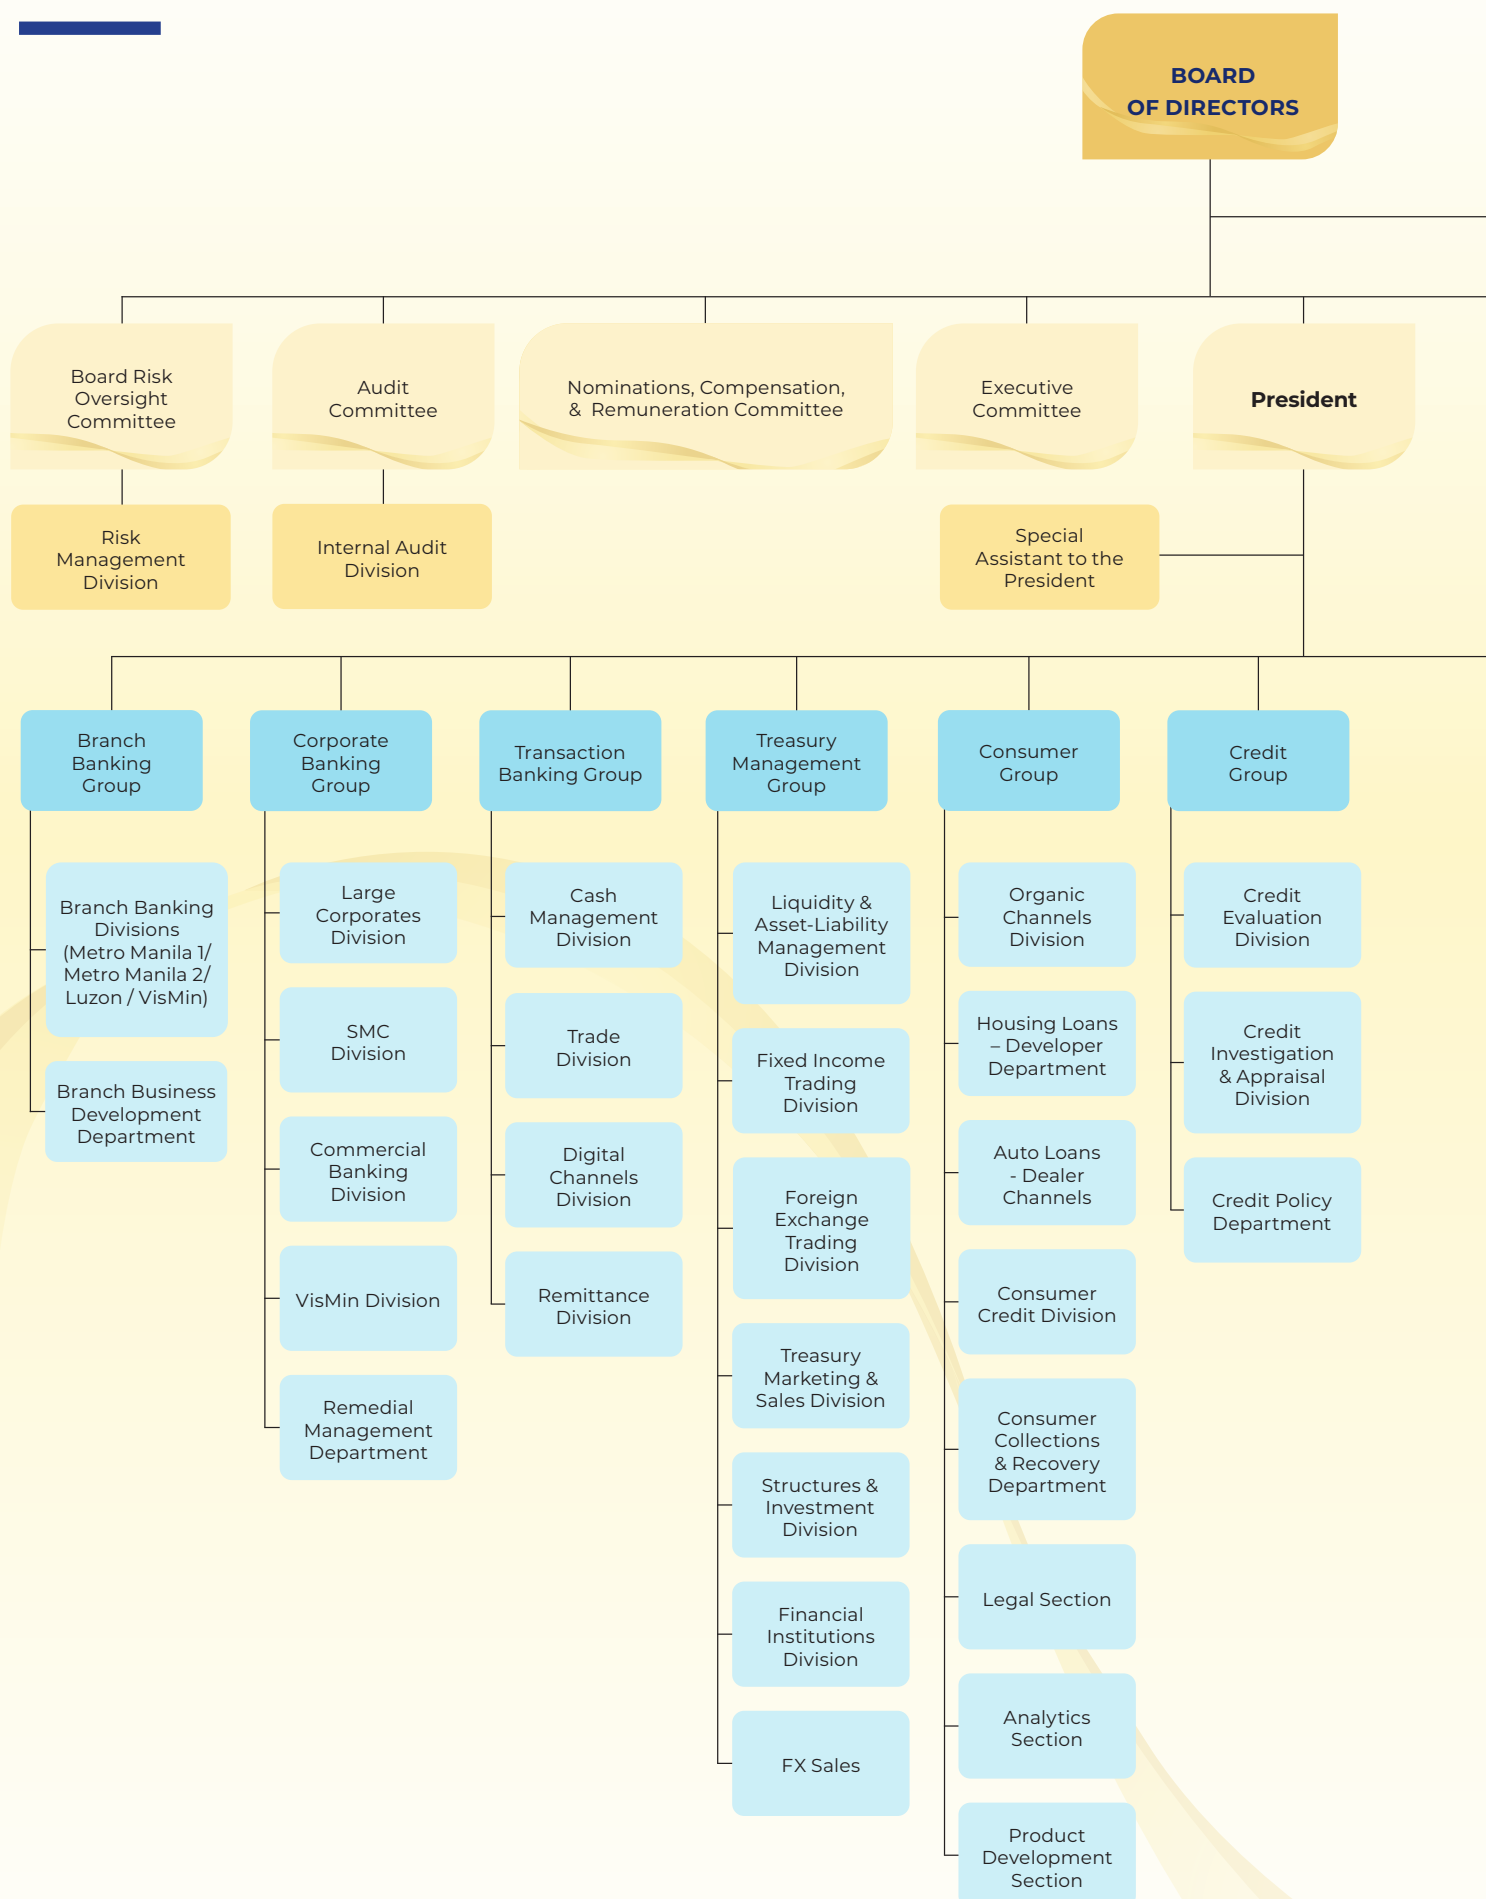 BOARD
OF DIRECTORS
Board Risk
Oversight
Committee
Audit
Committee
Nominations, Compensation,
& Remuneration Committee
Executive
Committee
President
Risk
Management
Division
Internal Audit
Division
Special
Assistant to the
President
Branch
Banking
Group
Corporate
Banking
Group
Transaction
Banking Group
Treasury
Management
Group
Consumer
Group
Credit
Group
Branch Banking
Divisions
(Metro Manila 1/
Metro Manila 2/
Luzon / VisMin)
Branch Business
Development
Department
Large
Corporates
Division
SMC
Division
Commercial
Banking
Division
VisMin Division
Remedial
Management
Department
Cash
Management
Division
Trade
Division
Digital
Channels
Division
Remittance
Division
Liquidity &
Asset-Liability
Management
Division
Fixed Income
Trading
Division
Foreign
Exchange
Trading
Division
Treasury
Marketing &
Sales Division
Structures &
Investment
Division
Financial
Institutions
Division
FX Sales
Organic
Channels
Division
Housing Loans
– Developer
Department
Auto Loans
- Dealer
Channels
Consumer
Credit Division
Consumer
Collections
& Recovery
Department
Legal Section
Analytics
Section
Product
Development
Section
Credit
Evaluation
Division
Credit
Investigation
& Appraisal
Division
Credit Policy
Department